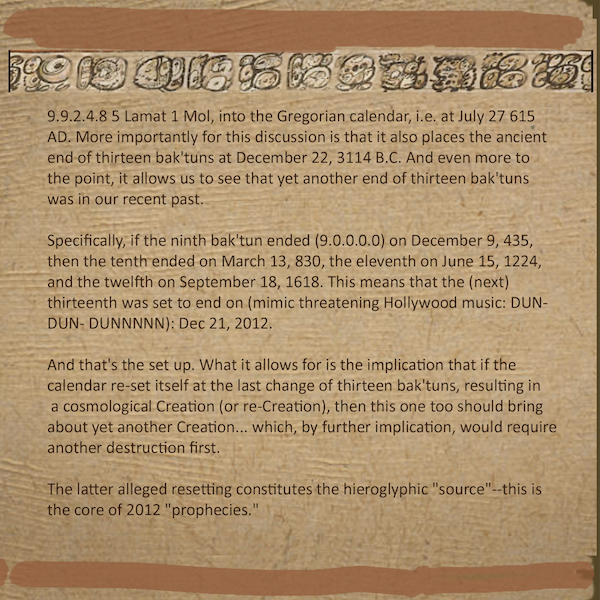 9.9.2.4.8 5 Lamat 1 Mol, into the Gregorian calendar, i.e. at July 27 615
AD. More importantly for this discussion is that it also places the ancient
end of thirteen bak'tuns at December 22, 3114 B.C. And even more to
the point, it allows us to see that yet another end of thirteen bak'tuns
was in our recent past.
Specifically, if the ninth bak'tun ended (9.0.0.0.0) on December 9, 435,
then the tenth ended on March 13, 830, the eleventh on June 15, 1224,
and the twelfth on September 18, 1618. This means that the (next)
thirteenth was set to end on (mimic threatening Hollywood music: DUN-
DUN- DUNNNNN): Dec 21, 2012.
And that's the set up. What it allows for is the implication that if the
calendar re-set itself at the last change of thirteen bak'tuns, resulting in
a cosmological Creation (or re-Creation), then this one too should bring
about yet another Creation... which, by further implication, would require
another destruction first.
The latter alleged resetting constitutes the hieroglyphic "source"--this is
the core of 2012 "prophecies."